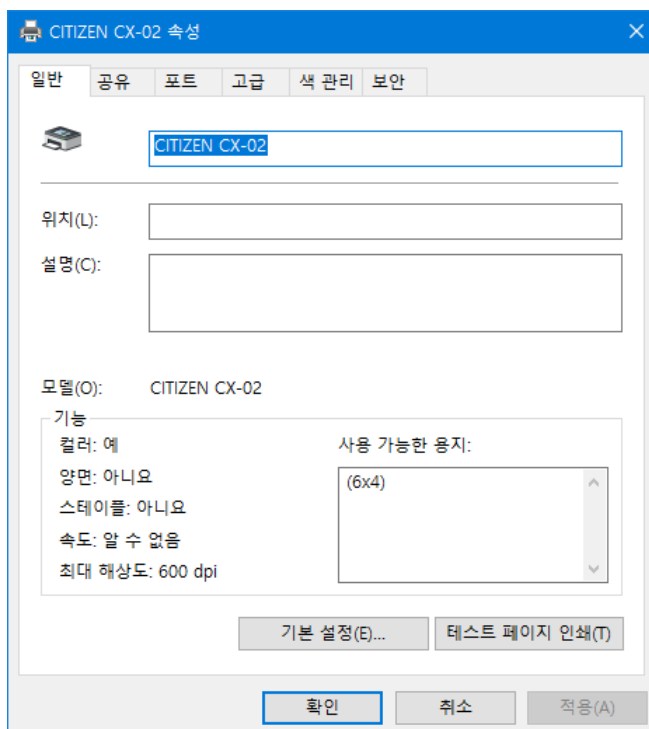 CITIZEN CX-02 속성
일반 공유 포트 고급 색 관리 보안
CITIZEN CX-02
위치(L):
설명(C):
모델(O): CITIZEN CX-02
기능
컬러: 예
양면: 아니요
스테이플: 아니요
속도: 알 수 없음
최대 해상도: 600 dpi
사용 가능한 용지:
(6x4)
기본 설정(E)... 테스트 페이지 인쇄(T)
확인 취소 적용(A)